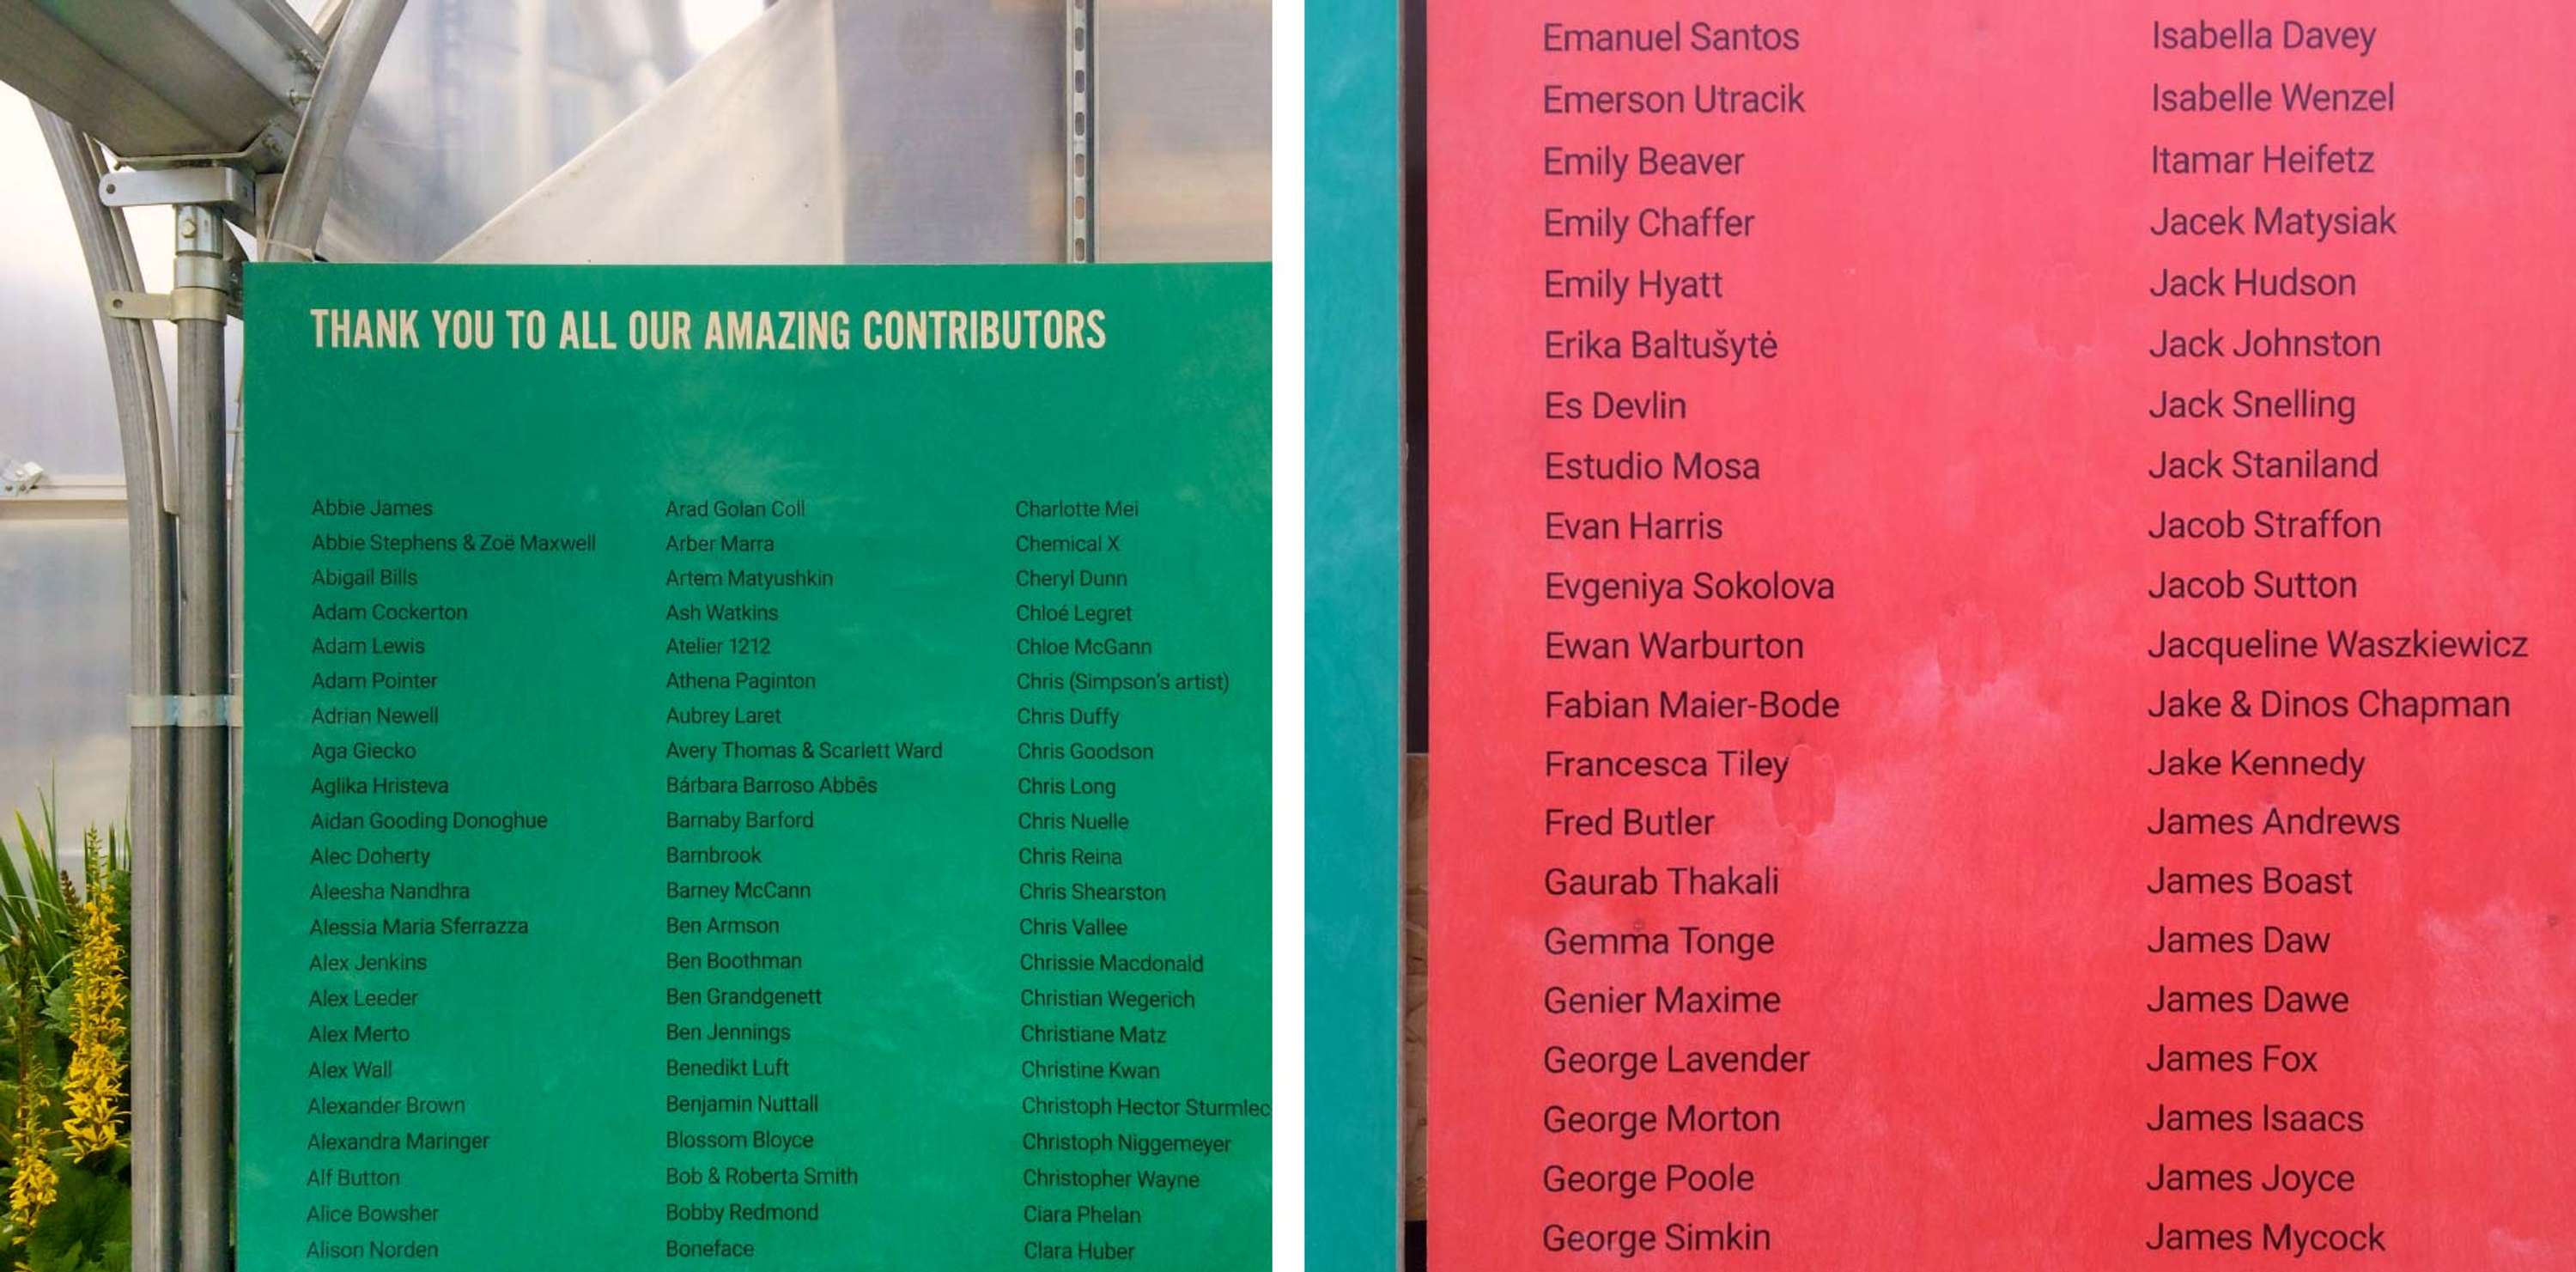 THANK YOU TO ALL OUR AMAZING CONTRIBUTORS
Abbie James
Abbie Stephens & Zoë Maxwell
Abigail Bills
Adam Cockerton
Adam Lewis
Adam Pointer
Adrian Newell
Aga Giecko
Aglika Hristeva
Aidan Gooding Donoghue
Alec Doherty
Aleesha Nandhra
Alessia Maria Sferrazza
Alex Jenkins
Alex Leeder
Alex Merto
Alex Wall
Alexander Brown
Alexandra Maringer
Alf Button
Alice Bowsher
Alison Norden
Arad Golan Coll
Arber Marra
Artem Matyushkin
Ash Watkins
Atelier 1212
Athena Paginton
Aubrey Laret
Avery Thomas & Scarlett Ward
Bárbara Barroso Abbês
Barnaby Barford
Barnbrook
Barney McCann
Ben Armson
Ben Boothman
Ben Grandgenett
Ben Jennings
Benedikt Luft
Benjamin Nuttall
Blossom Bloyce
Bob & Roberta Smith
Bobby Redmond
Boneface
Charlotte Mei
Chemical X
Cheryl Dunn
Chloé Legret
Chloe McGann
Chris (Simpson's artist)
Chris Duffy
Chris Goodson
Chris Long
Chris Nuelle
Chris Reina
Chris Shearston
Chris Vallee
Chrissie Macdonald
Christian Wegerich
Christiane Matz
Christine Kwan
Christoph Hector Sturmlec
Christoph Niggemeyer
Christopher Wayne
Ciara Phelan
Clara Huber
Emanuel Santos
Emerson Utracik
Emily Beaver
Emily Chaffer
Emily Hyatt
Erika Baltušytė
Es Devlin
Estudio Mosa
Evan Harris
Evgeniya Sokolova
Ewan Warburton
Fabian Maier-Bode
Francesca Tiley
Fred Butler
Gaurab Thakali
Gemma Tonge
Genier Maxime
George Lavender
George Morton
George Poole
George Simkin
Isabella Davey
Isabelle Wenzel
Itamar Heifetz
Jacek Matysiak
Jack Hudson
Jack Johnston
Jack Snelling
Jack Staniland
Jacob Straffon
Jacob Sutton
Jacqueline Waszkiewicz
Jake & Dinos Chapman
Jake Kennedy
James Andrews
James Boast
James Daw
James Dawe
James Fox
James Isaacs
James Joyce
James Mycock